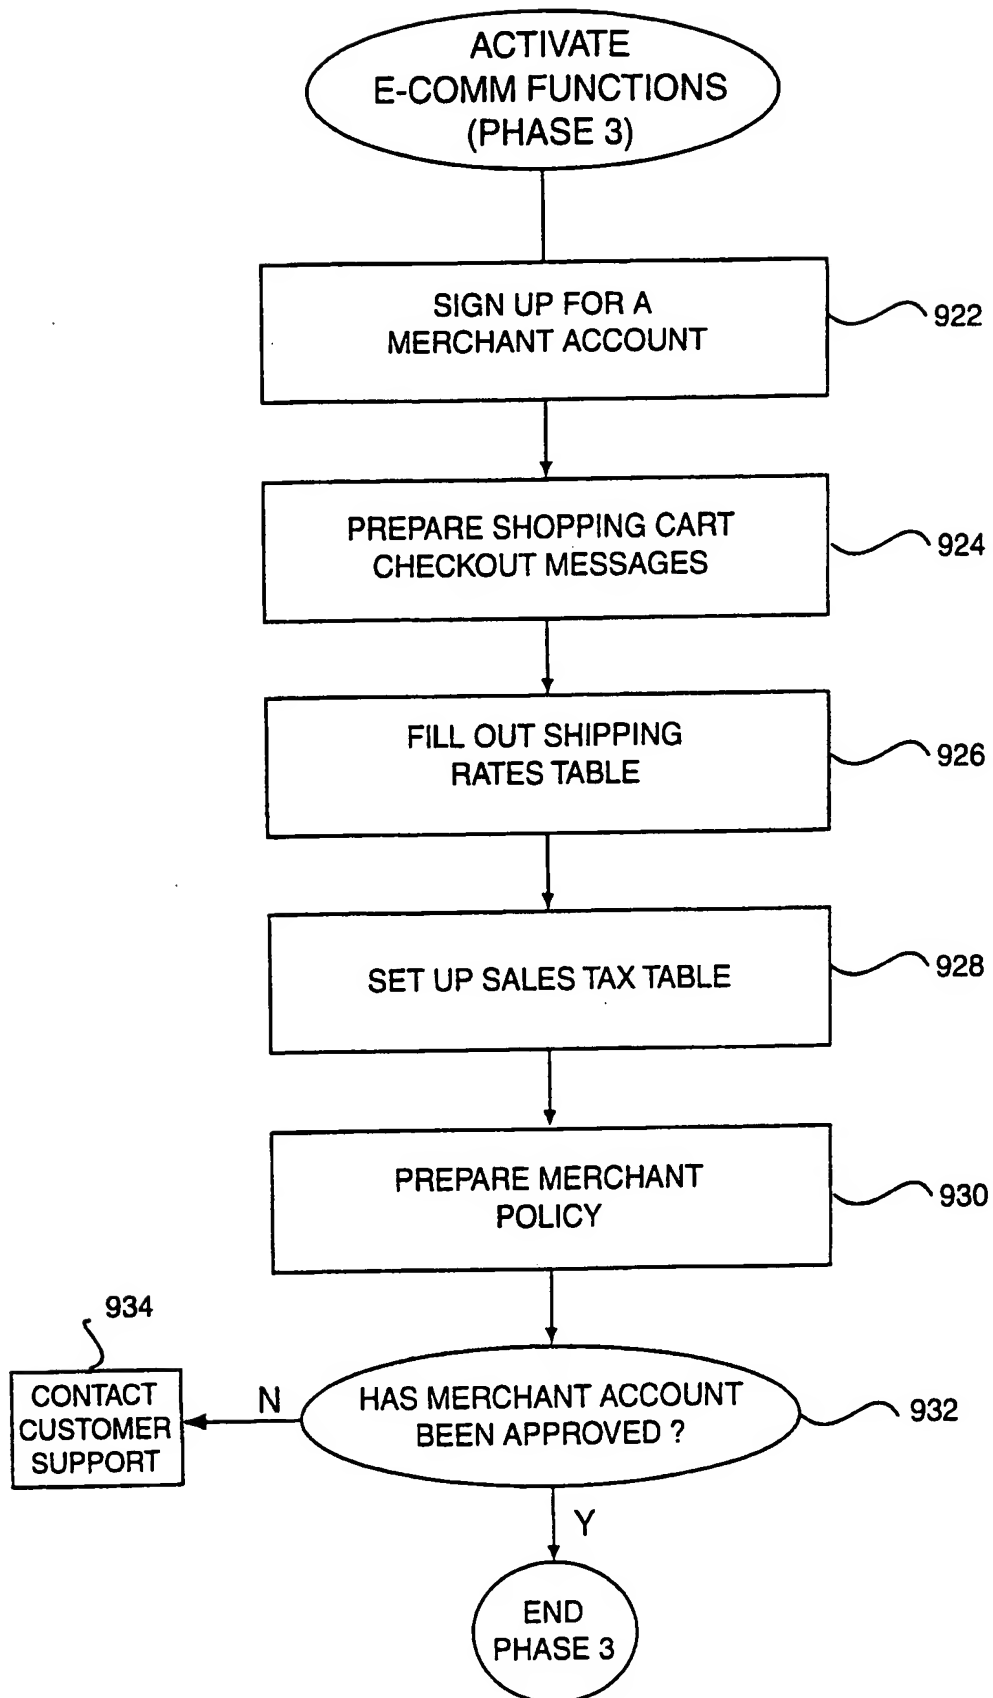 ACTIVATE
E-COMM FUNCTIONS
(PHASE 3)
SIGN UP FOR A
MERCHANT ACCOUNT
922
PREPARE SHOPPING CART
CHECKOUT MESSAGES
924
FILL OUT SHIPPING
RATES TABLE
926
SET UP SALES TAX TABLE
928
PREPARE MERCHANT
POLICY
930
934
CONTACT
CUSTOMER
SUPPORT
N
HAS MERCHANT ACCOUNT
BEEN APPROVED ?
932
Y
END
PHASE 3